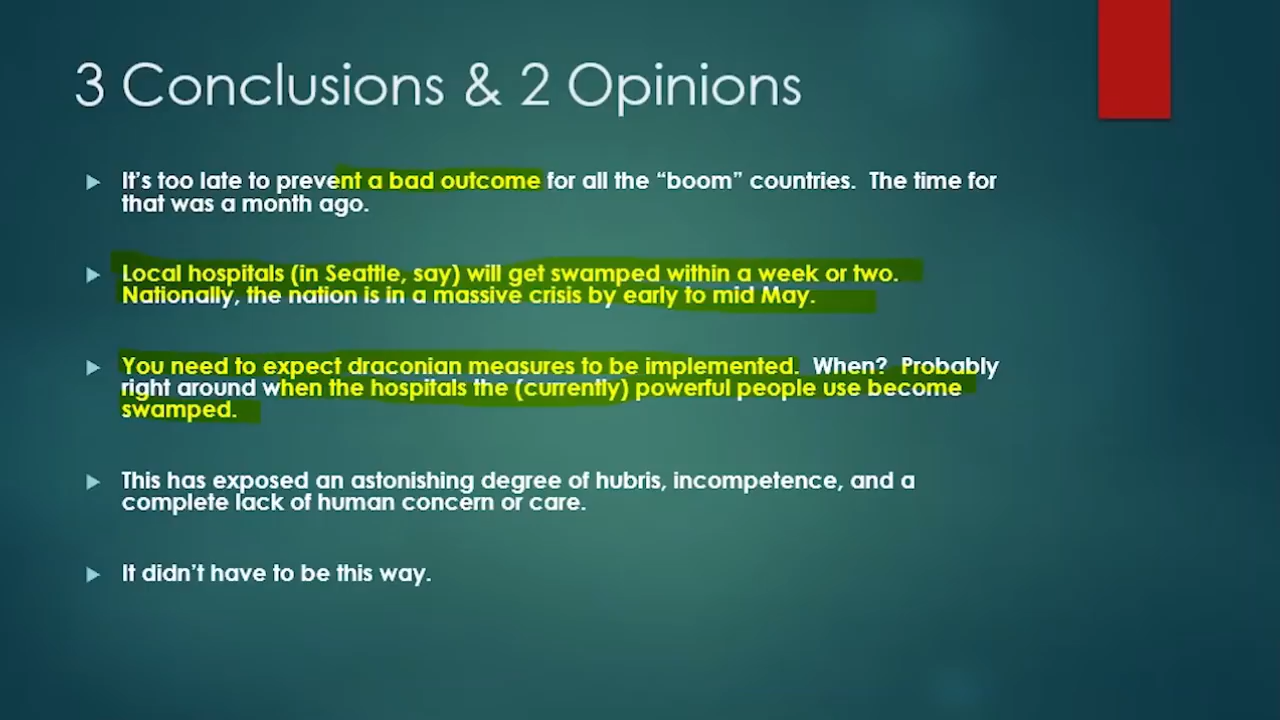 3 Conclusions & 2 Opinions
It's too late to prevent a bad outcome for all the “boom” countries. The time for
that was a month ago.
Local hospitals (in Seattle, say) will get swamped within a week or two.
Nationally, the nation is in a massive crisis by early to mid May.
You need to expect draconian measures to be implemented. When? Probably
right around when the hospitals the (currently) powerful people use become
swamped.
This has exposed an astonishing degree of hubris, incompetence, and a
complete lack of human concern or care.
It didn't have to be this way.